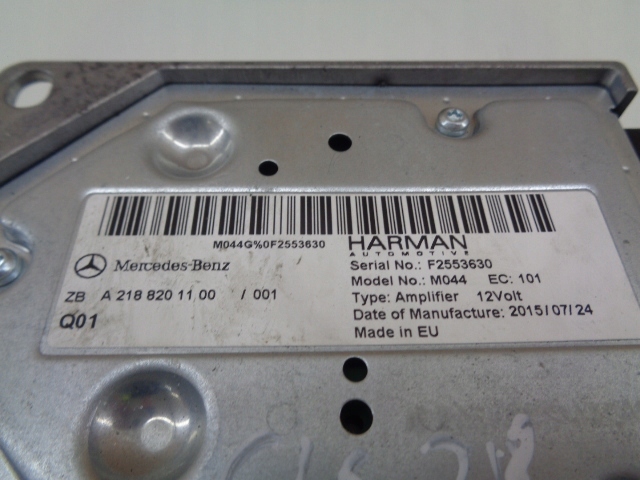 M044G%0F2553630
HARMAN
AUTOMOTIVE
Mercedes-Benz
Serial No.: F2553630
Model No.: M044 EC: 101
ZB A 218 820 11 00 / 001
Type: Amplifier 12Volt
Q01
Date of Manufacture: 2015/07/24
Made in EU